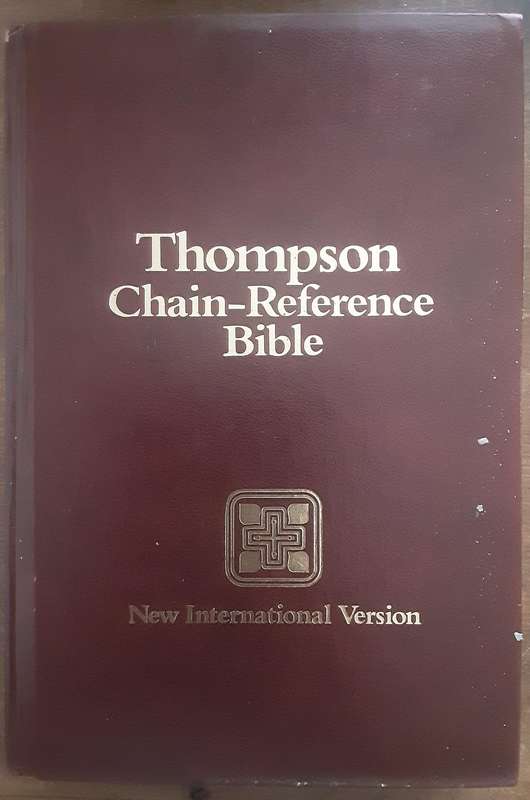 Thompson
Chain-Reference
Bible
New International Version